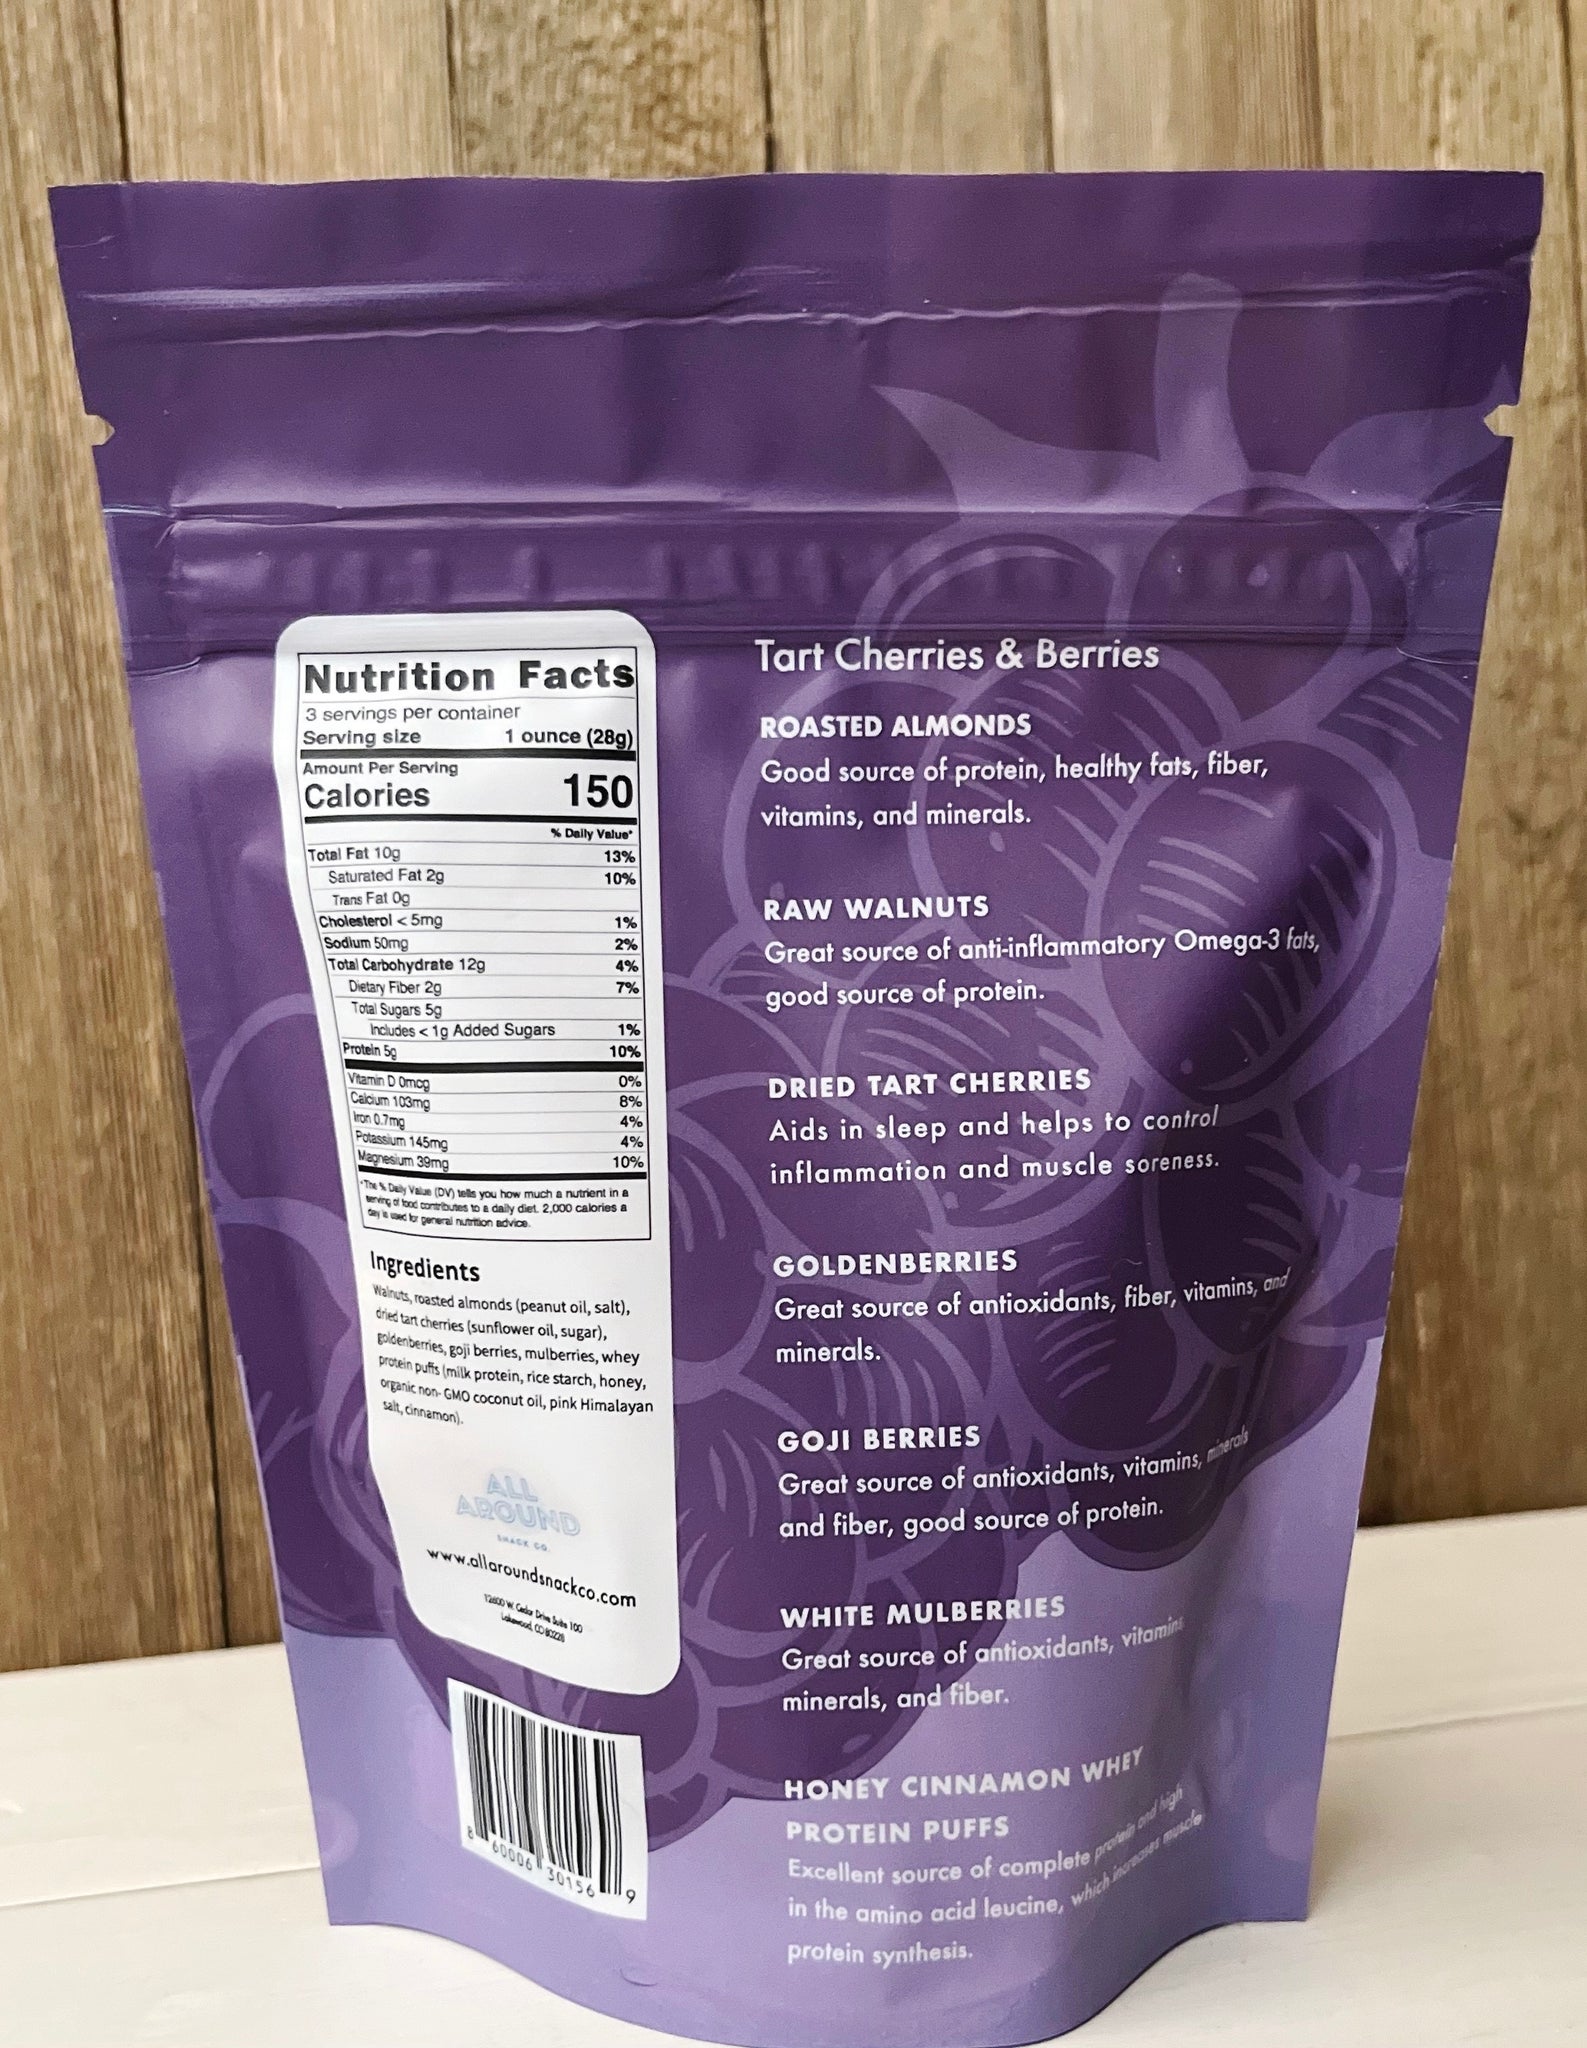 Nutrition Facts
3 servings per container
Serving size 1 ounce (28g)
Amount Per Serving
Calories 150
% Daily Value*
Total Fat 10g 13%
Saturated Fat 2g 10%
Trans Fat 0g
Cholesterol < 5mg 1%
Sodium 50mg 2%
Total Carbohydrate 12g 4%
Dietary Fiber 2g 7%
Total Sugars 5g
Includes < 1g Added Sugars 1%
Protein 5g 10%
Vitamin D 0mcg 0%
Calcium 103mg 8%
Iron 0.7mg 4%
Potassium 145mg 4%
Magnesium 39mg 10%
*The % Daily Value (DV) tells you how much a nutrient in a
serving of food contributes to a daily diet. 2,000 calories a
day is used for general nutrition advice.
Ingredients
Walnuts, roasted almonds (peanut oil, salt),
dried tart cherries (sunflower oil, sugar),
goldenberries, goji berries, mulberries, whey
protein puffs (milk protein, rice starch, honey,
organic non- GMO coconut oil, pink Himalayan
salt, cinnamon).
ALL
AROUND
SNACK CO.
www.allaroundsnackco.com
12600 W. Cedar Drive Suite 100
Lakewood, CO 80228
8 60006 30156 9
Tart Cherries & Berries
ROASTED ALMONDS
Good source of protein, healthy fats, fiber,
vitamins, and minerals.
RAW WALNUTS
Great source of anti-inflammatory Omega-3 fats,
good source of protein.
DRIED TART CHERRIES
Aids in sleep and helps to control
inflammation and muscle soreness.
GOLDENBERRIES
Great source of antioxidants, fiber, vitamins, and
minerals.
GOJI BERRIES
Great source of antioxidants, vitamins, minerals
and fiber, good source of protein.
WHITE MULBERRIES
Great source of antioxidants, vitamins
minerals, and fiber.
HONEY CINNAMON WHEY
PROTEIN PUFFS
Excellent source of complete protein and high
in the amino acid leucine, which increases muscle
protein synthesis.